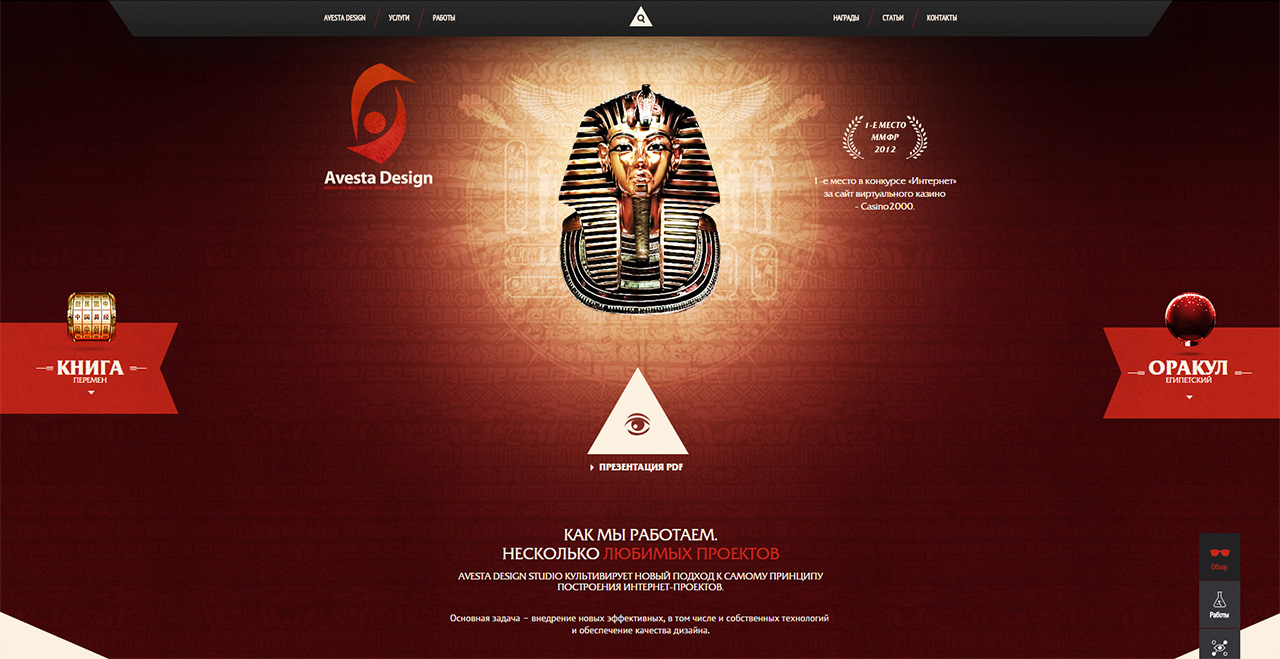 AVESTA DESIGN
УСЛУГИ
РАБОТЫ
НАГРАДЫ
СТАТЬИ
КОНТАКТЫ
Avesta Design
1-Е МЕСТО
ММФР
2012
1-е место в конкурсе «Интернет»
за сайт виртуального казино
- Casino2000.
КНИГА
ПЕРЕМЕН
ОРАКУЛ
ЕГИПЕТСКИЙ
ПРЕЗЕНТАЦИЯ PDF
КАК МЫ РАБОТАЕМ.
НЕСКОЛЬКО ЛЮБИМЫХ ПРОЕКТОВ
AVESTA DESIGN STUDIO КУЛЬТИВИРУЕТ НОВЫЙ ПОДХОД К САМОМУ ПРИНЦИПУ
ПОСТРОЕНИЯ ИНТЕРНЕТ-ПРОЕКТОВ.
Основная задача – внедрение новых эффективных, в том числе и собственных технологий
и обеспечение качества дизайна.
Обзор
Работы